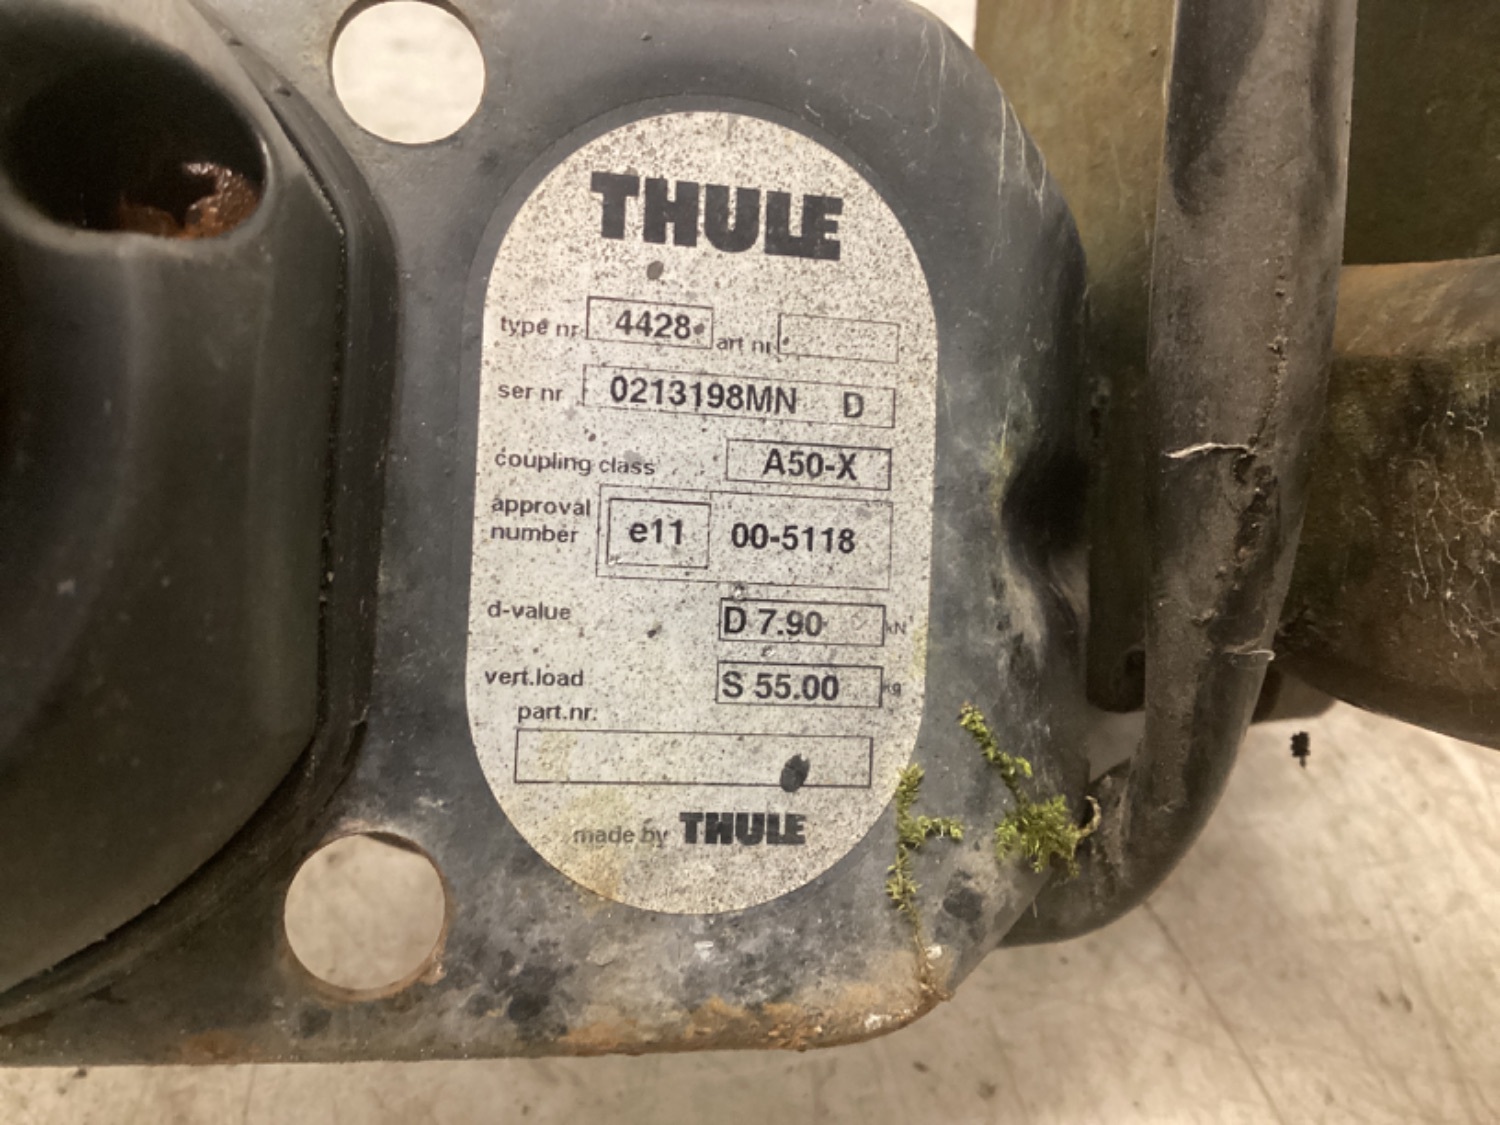 THULE
type nr 4428 art nr
ser nr 0213198MN D
coupling class A50-X
approval number e11 00-5118
d-value D 7.90 kN
vert.load S 55.00 kg
part.nr.
made by THULE